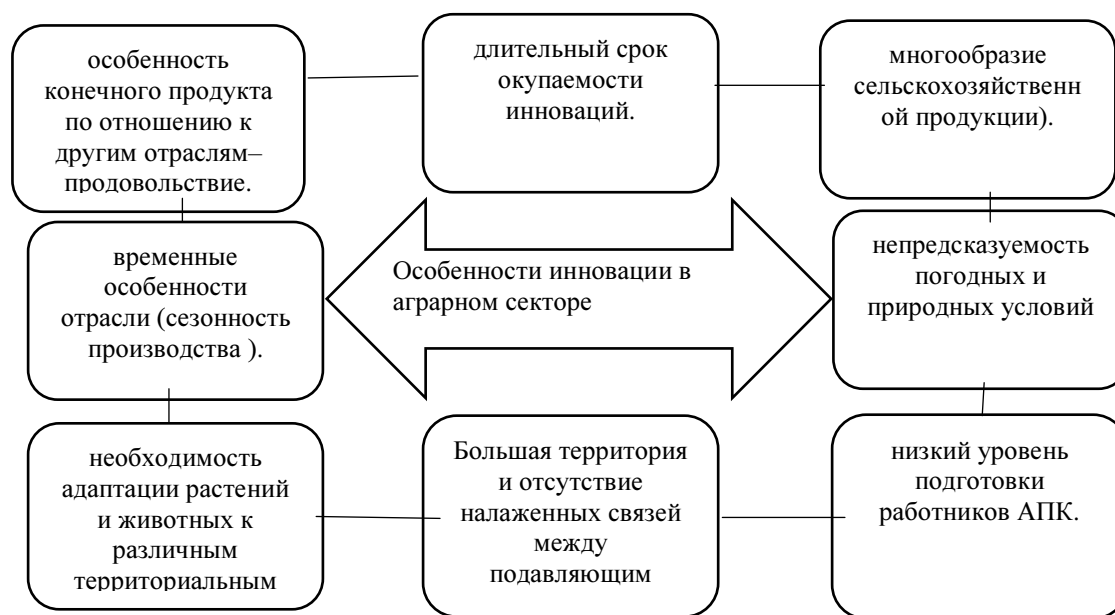 особенность
конечного продукта
по отношению к
другим отраслям–
продовольствие.
длительный срок
окупаемости
инноваций.
многообразие
сельскохозяйственн
ой продукции).
временные
особенности
отрасли (сезонность
производства ).
Особенности инновации в
аграрном секторе
непредсказуемость
погодных и
природных условий
необходимость
адаптации растений
и животных к
различным
территориальным
Большая территория
и отсутствие
налаженных связей
между
подавляющим
низкий уровень
подготовки
работников АПК.